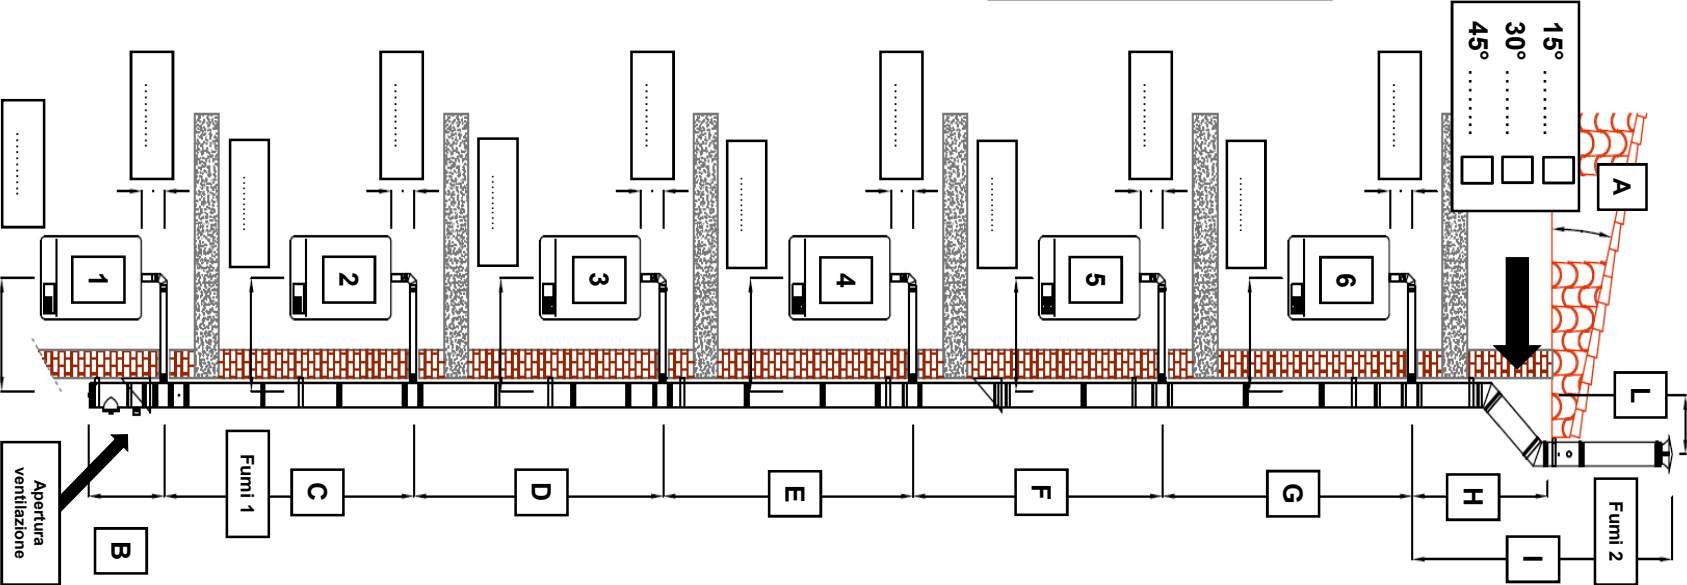 A
L
15° ........
30° ........
45° ........
Fumi 2
I
H
..........
6
G
..........
..........
5
F
..........
..........
4
E
..........
..........
3
D
..........
..........
2
C
..........
Fumi 1
..........
1
B
Apertura
ventilazione
..........